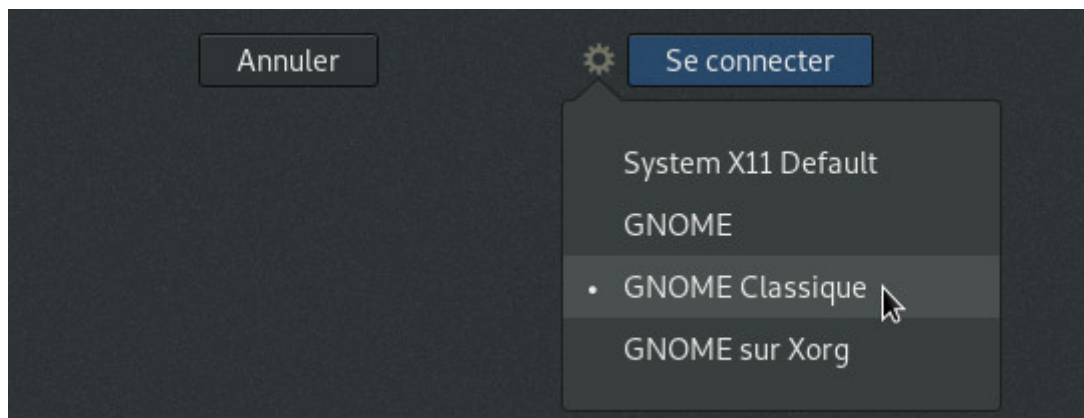 Annuler
Se connecter
System X11 Default
GNOME
GNOME Classique
GNOME sur Xorg